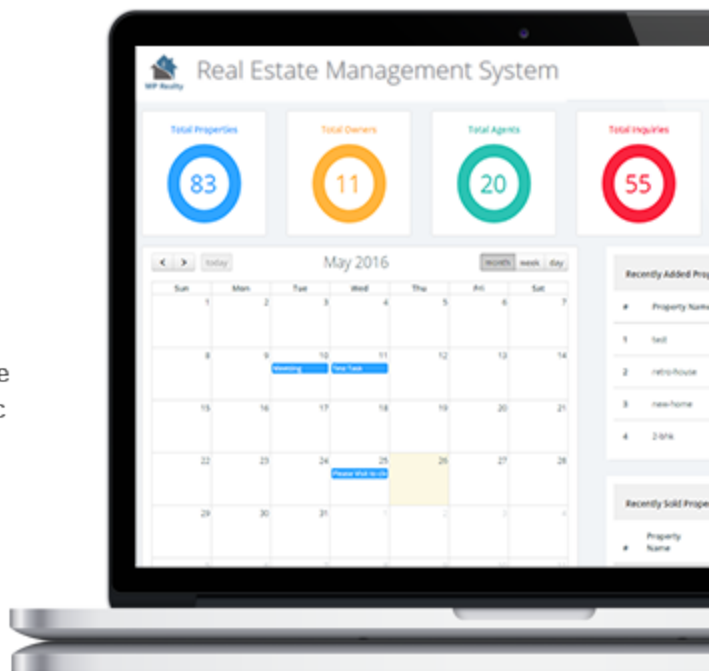 e
c
WP Realty
Real Estate Management System
Total Properties
Total Owners
Total Agents
Total Inquiries
83
11
20
55
today
May 2016
month week day
Sun Mon Tue Wed Thu Fri Sat
1 2 3 4 5 6 7
8 9 10 11 12 13 14
Meeting
Test Task
15 16 17 18 19 20 21
22 23 24 25 26 27 28
Please Visit to cli
29 30 31 1 2 3 4
Recently Added Prop
# Property Name
1 test
2 retro-house
3 new-home
4 2-bhk
Recently Sold Prope
Property
# Name